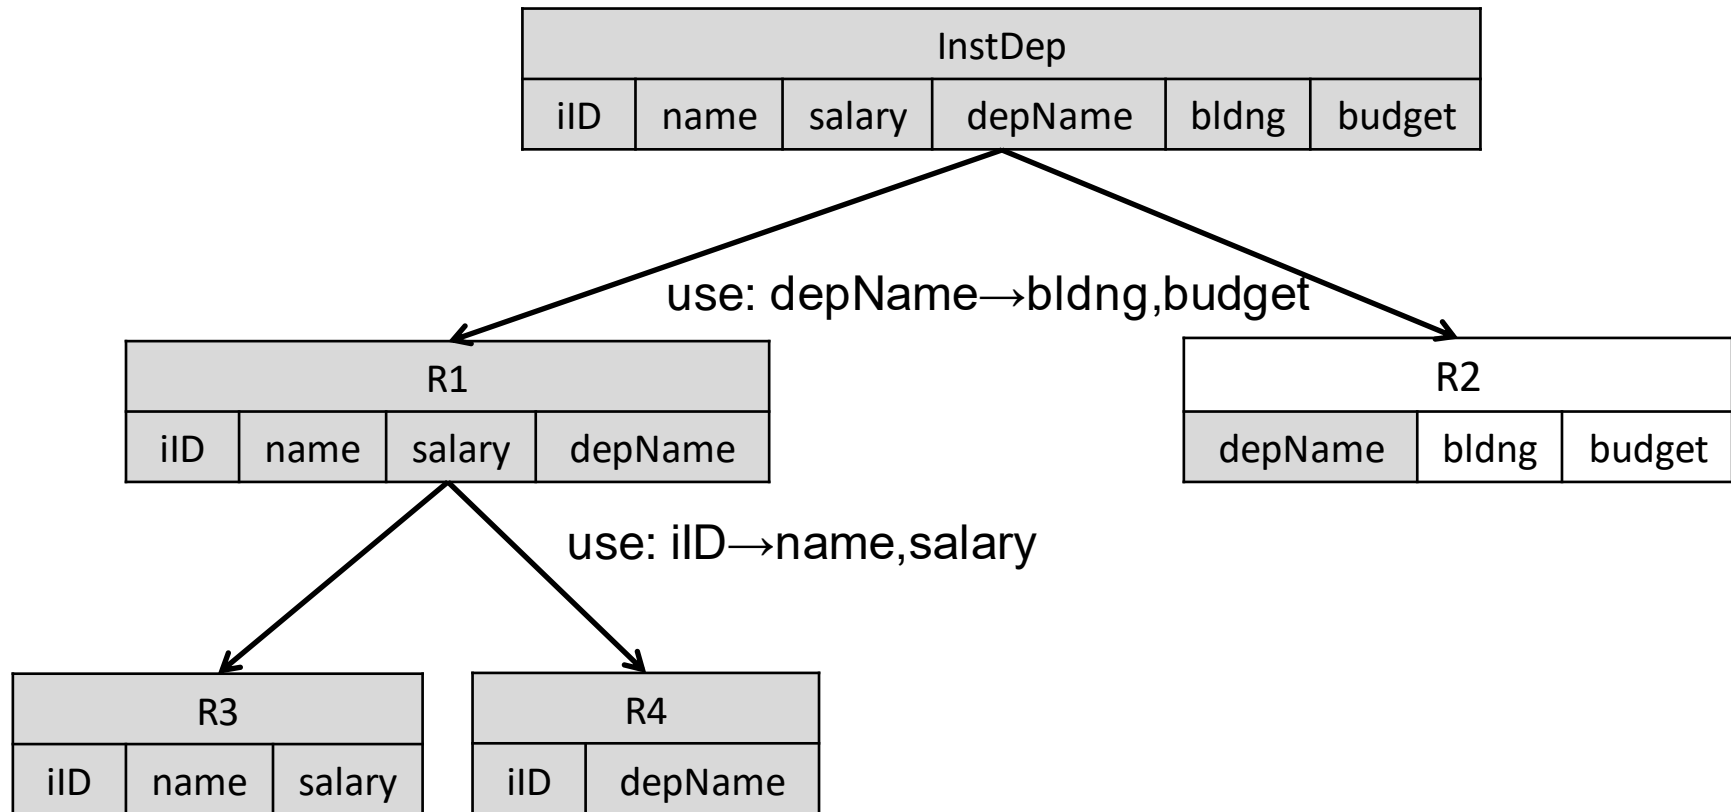 InstDep
iID name salary depName bldng budget
use: depName→bldng,budget
R1
iID name salary depName
R2
depName bldng budget
use: iID→name,salary
R3
iID name salary
R4
iID depName